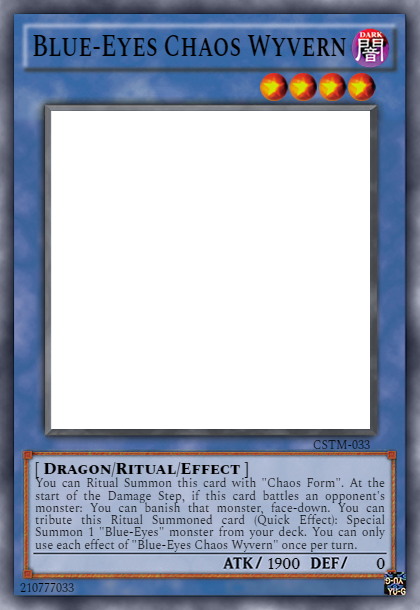 BLUE-EYES CHAOS WYVERN
DARK
闇
CSTM-033
[ DRAGON/RITUAL/EFFECT ]
You can Ritual Summon this card with "Chaos Form". At the
start of the Damage Step, if this card battles an opponent's
monster: You can banish that monster, face-down. You can
tribute this Ritual Summoned card (Quick Effect): Special
Summon 1 "Blue-Eyes" monster from your deck. You can only
use each effect of "Blue-Eyes Chaos Wyvern" once per turn.
ATK/ 1900 DEF/ 0
210777033
YU-G